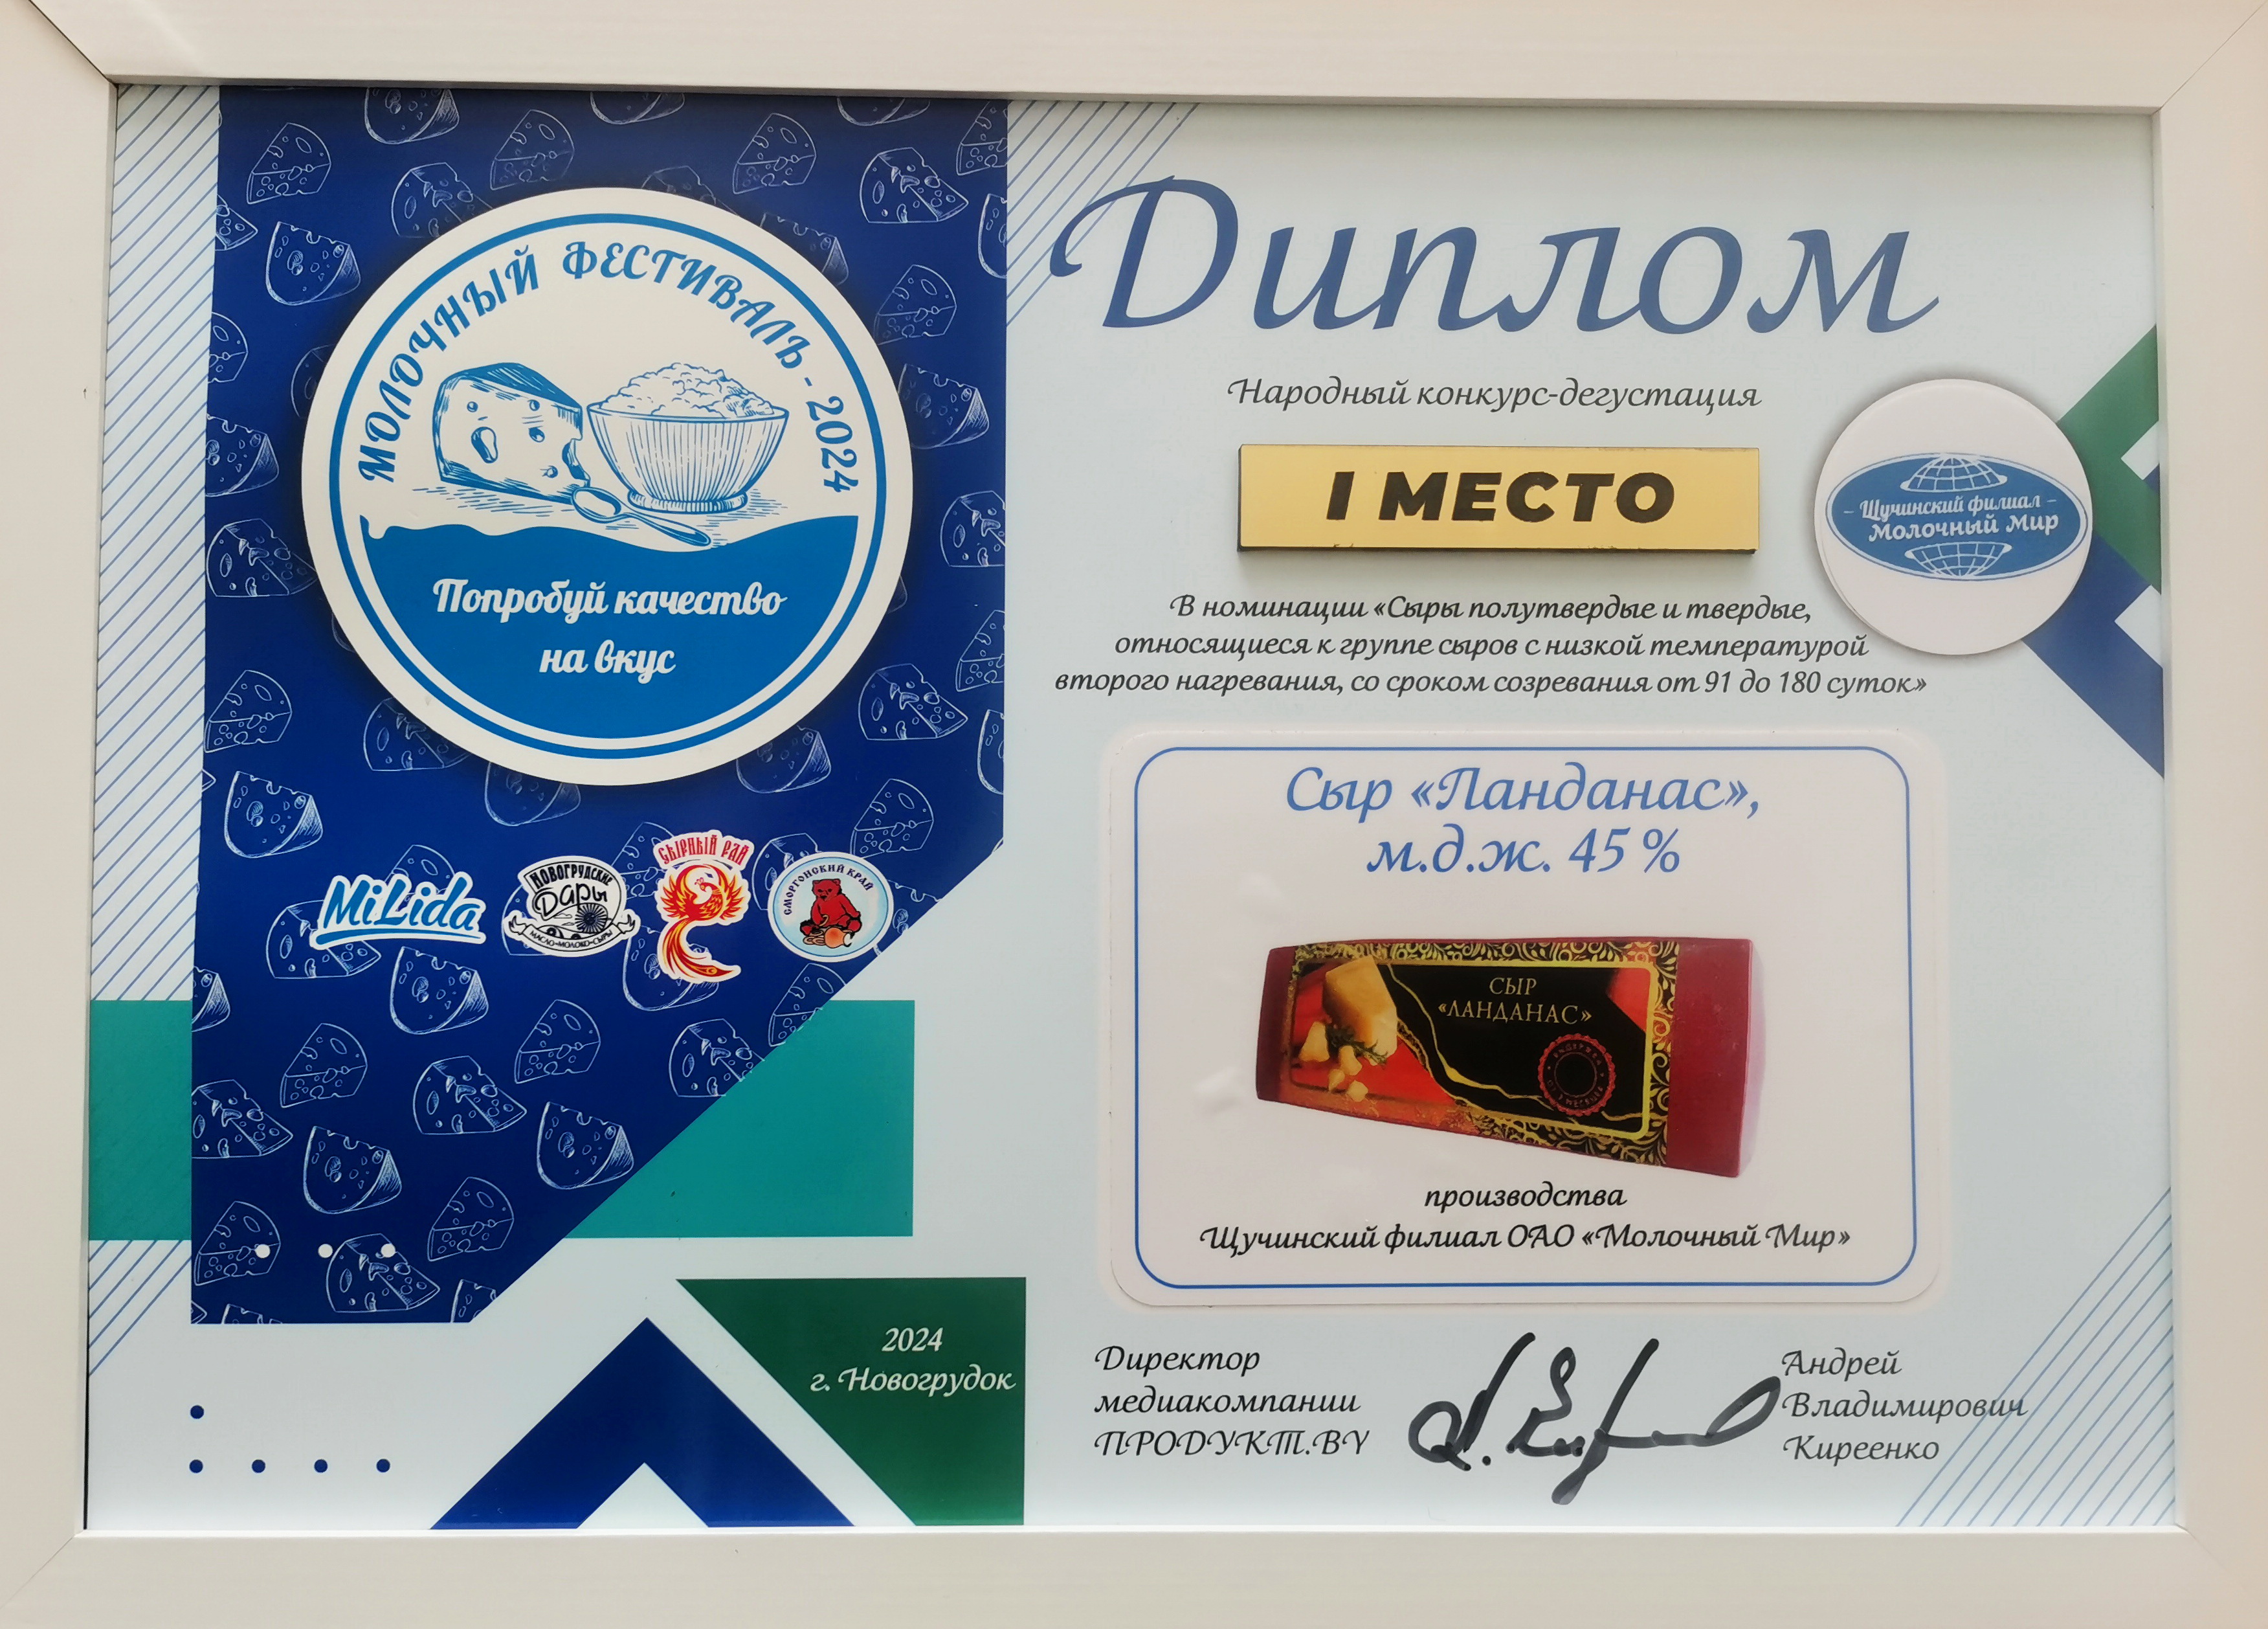 МОЛОЧНЫЙ ФЕСТИВАЛЬ - 2024
Попробуй качество
на вкус
MiLida
НОВОГРУДСКИЕ
Дары
МАСЛО-МОЛОКО-СЫРЫ
СЫРНЫЙ РАЙ
СМОРГОНСКИЙ КРАЙ
2024
г. Новогрудок
Диплом
Народный конкурс-дегустация
I МЕСТО
– Щучинский филиал –
Молочный Мир
В номинации «Сыры полутвердые и твердые,
относящиеся к группе сыров с низкой температурой
второго нагревания, со сроком созревания от 91 до 180 суток»
Сыр «Ланданас»,
м.д.ж. 45 %
СЫР
«ЛАНДАНАС»
производства
Щучинский филиал ОАО «Молочный Мир»
Директор
медиакомпании
ПРОДУКТ.BY
Андрей
Владимирович
Киреенко